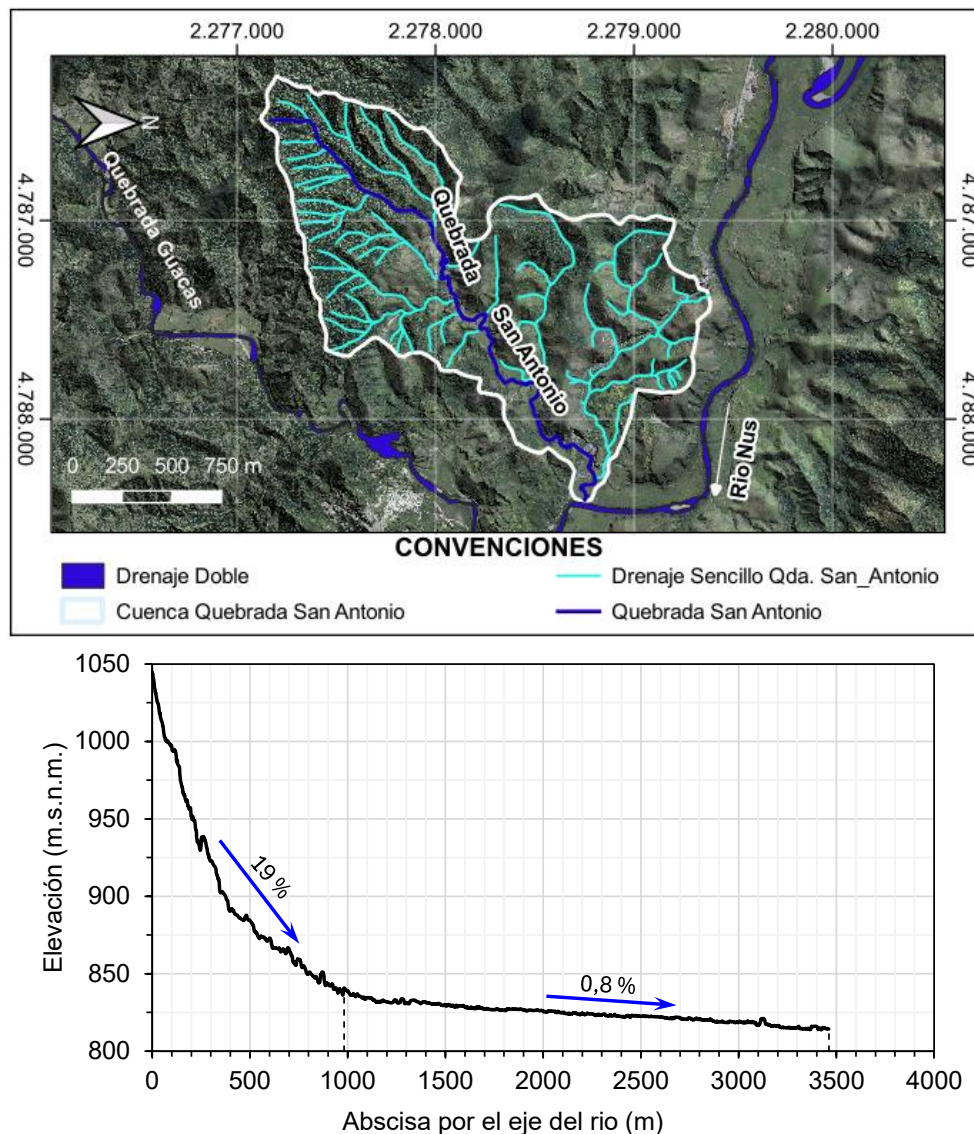 2.277.000 2.278.000 2.279.000 2.280.000
N
4.787.000 4.787.000
4.788.000 4.788.000
Quebrada Guacas
Quebrada
San Antonio
Rio Nus
0 250 500 750 m
CONVENCIONES
Drenaje Doble
Drenaje Sencillo Qda. San_Antonio
Cuenca Quebrada San Antonio
Quebrada San Antonio
Elevación (m.s.n.m.)
1050
1000
950
900
850
800
19 %
0,8 %
0 500 1000 1500 2000 2500 3000 3500 4000
Abscisa por el eje del rio (m)